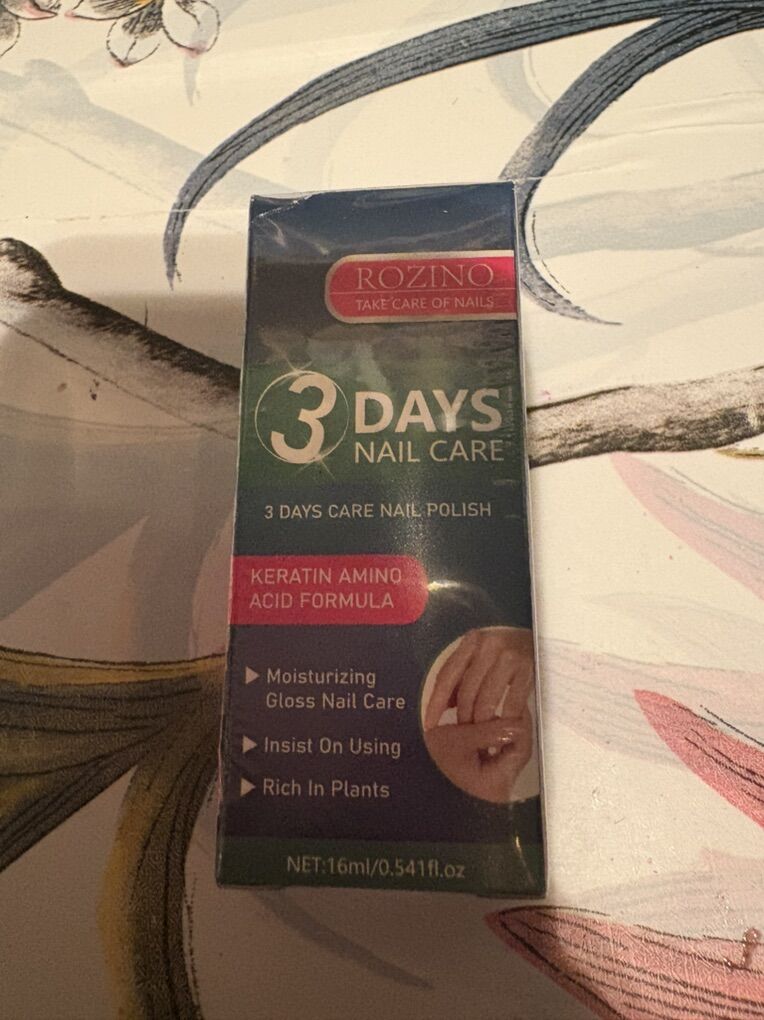 ROZINO
TAKE CARE OF NAILS
3 DAYS
NAIL CARE
3 DAYS CARE NAIL POLISH
KERATIN AMINO
ACID FORMULA
Moisturizing
Gloss Nail Care
Insist On Using
Rich In Plants
NET:16ml/0.541fl.oz